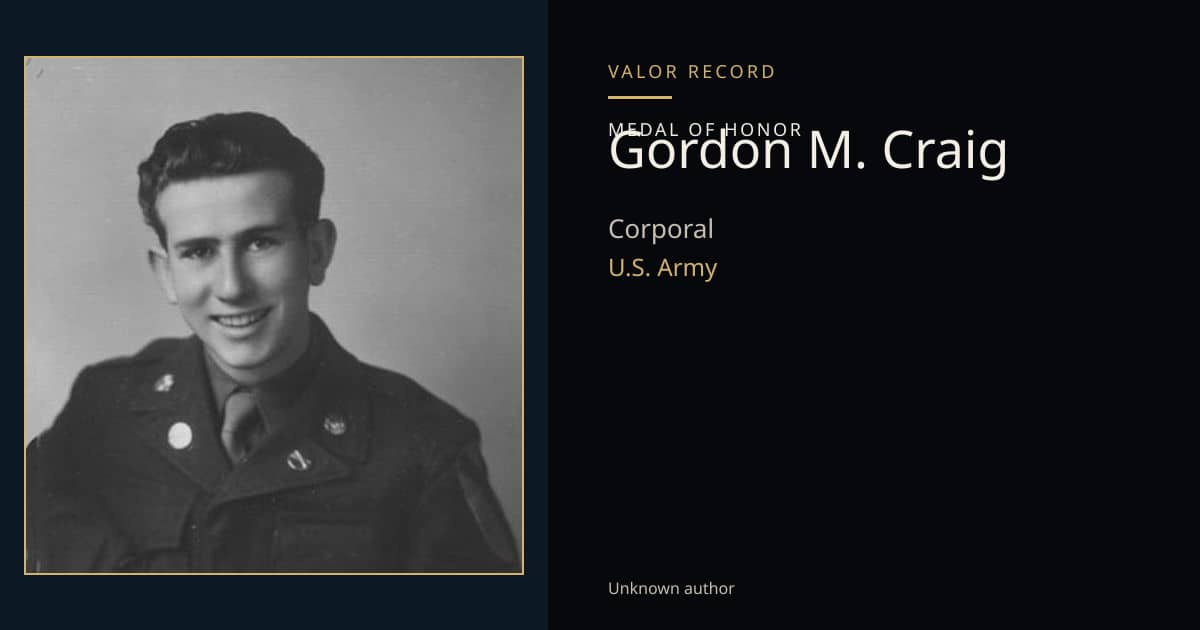 VALOR RECORD
MEDAL OF HONOR
Gordon M. Craig
Corporal
U.S. Army
Unknown author